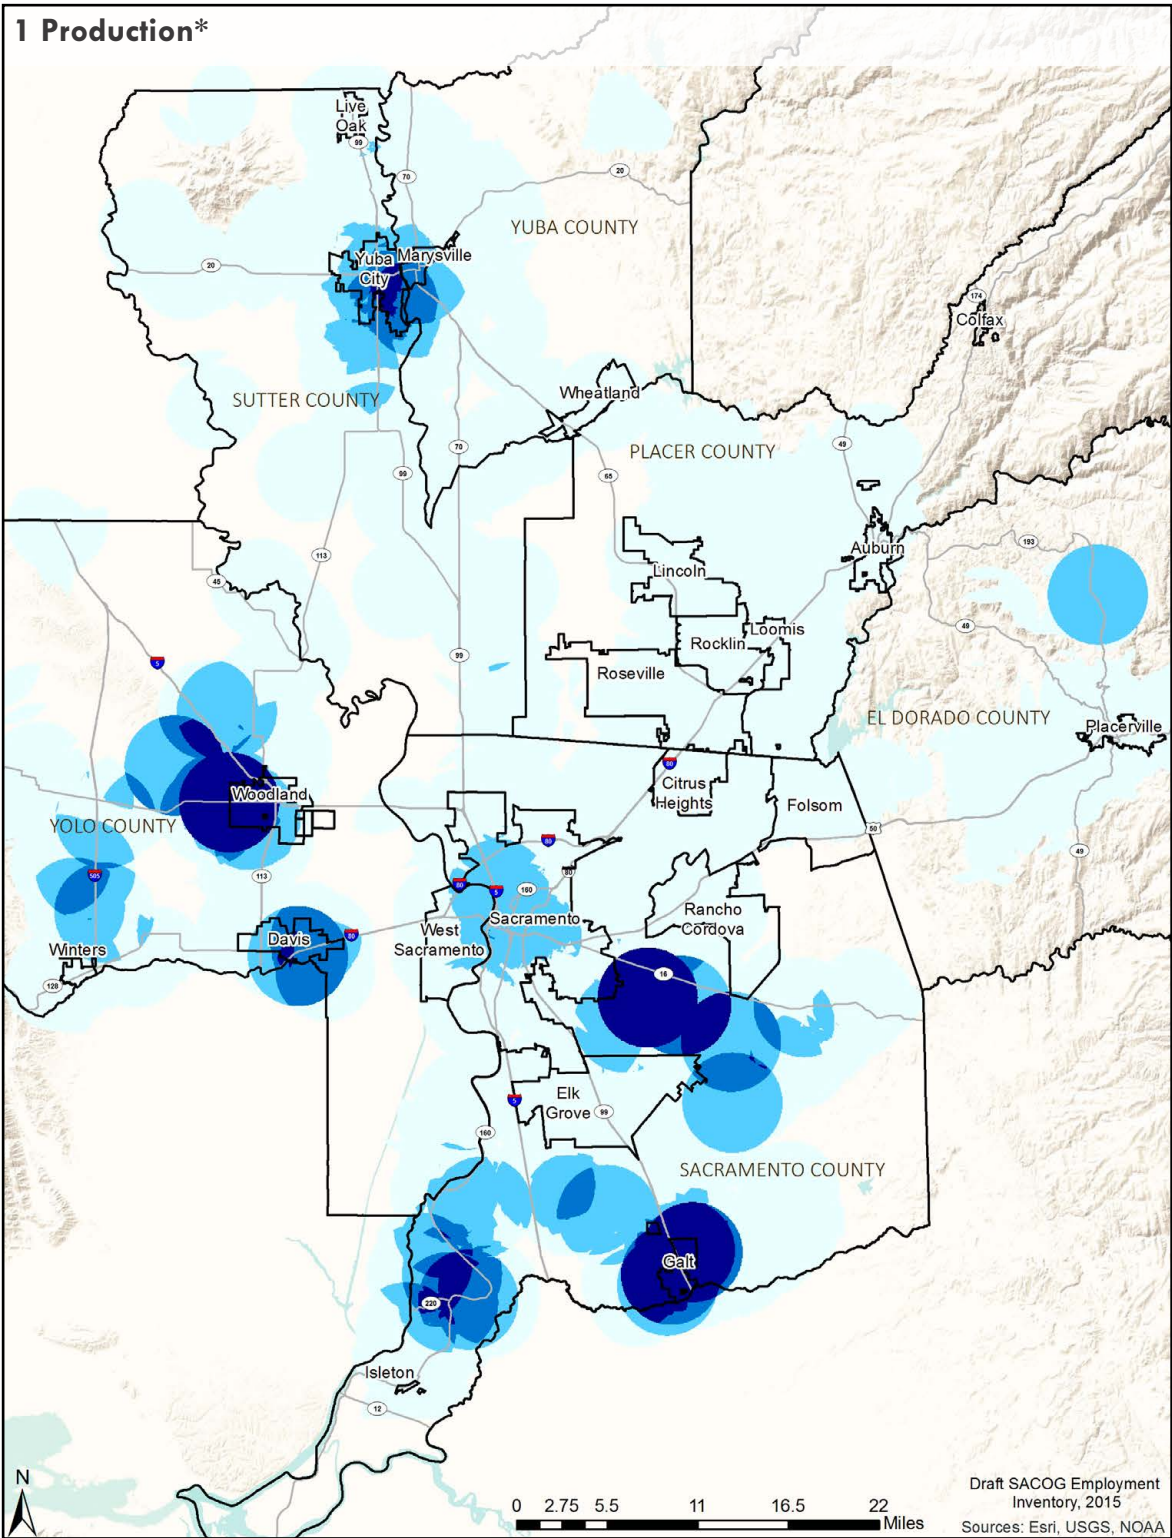 1 Production*
Live
Oak
99
70
20
YUBA COUNTY
Yuba
City
Marysville
20
174
Colfax
SUTTER COUNTY
Wheatland
70
49
PLACER COUNTY
99
65
113
193
Auburn
Lincoln
45
49
Loomis
Rocklin
99
5
Roseville
EL DORADO COUNTY
Placerville
80
Citrus
Heights
Folsom
Woodland
YOLO COUNTY
50
80
49
505
113
80
5
160
80
Sacramento
Rancho
Cordova
West
Sacramento
Davis
80
Winters
16
128
Elk
Grove
5
99
160
SACRAMENTO COUNTY
Galt
220
Isleton
12
N
0 2.75 5.5 11 16.5 22
Miles
Draft SACOG Employment
Inventory, 2015
Sources: Esri, USGS, NOAA